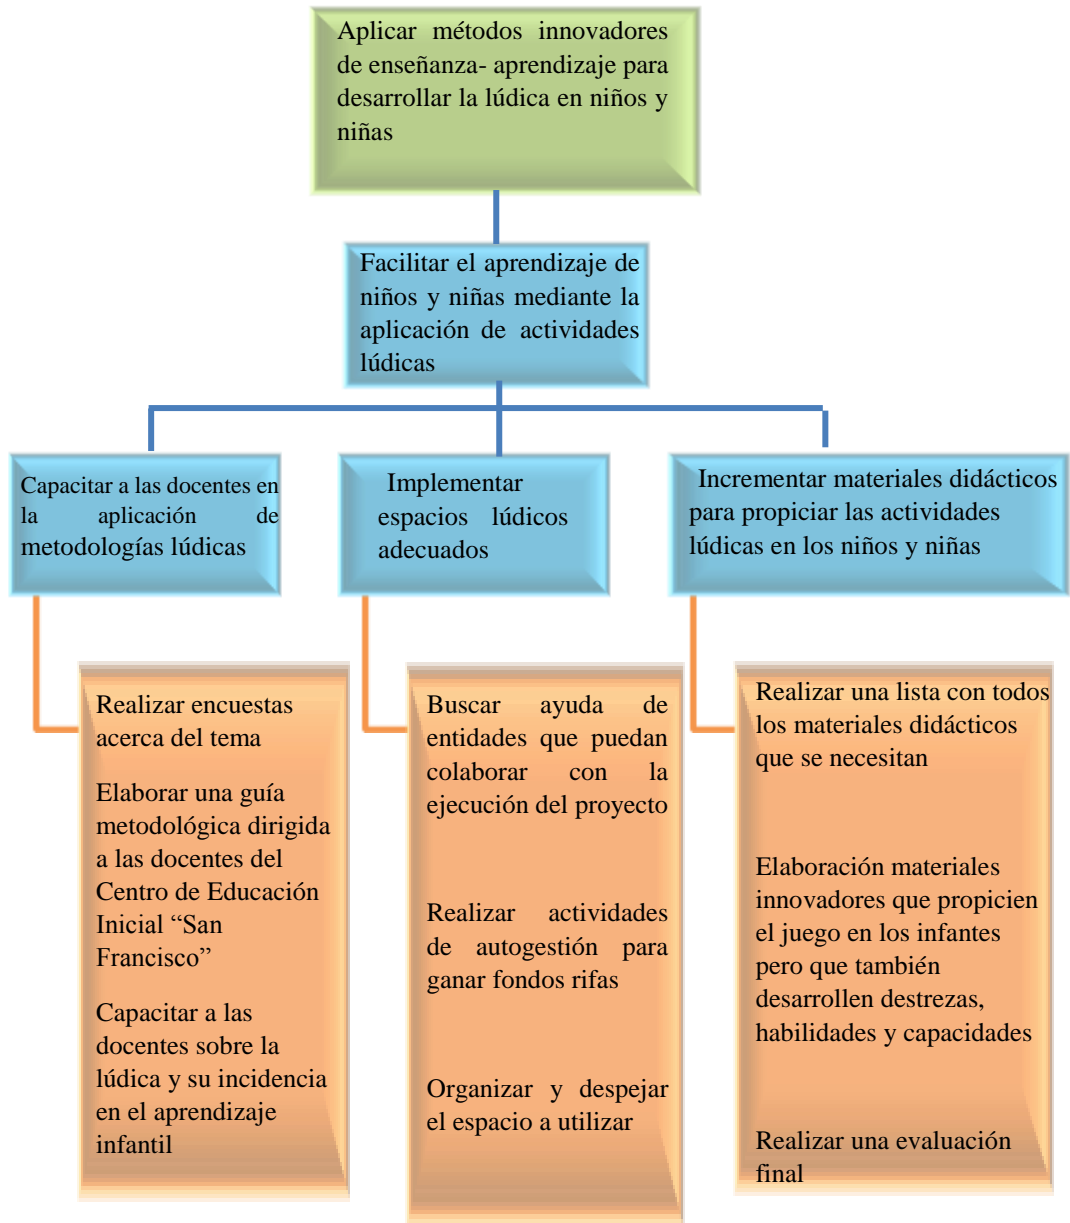 Aplicar métodos innovadores
de enseñanza- aprendizaje para
desarrollar la lúdica en niños y
niñas
Facilitar el aprendizaje de
niños y niñas mediante la
aplicación de actividades
lúdicas
Capacitar a las docentes en
la aplicación de
metodologías lúdicas
Implementar
espacios lúdicos
adecuados
Incrementar materiales didácticos
para propiciar las actividades
lúdicas en los niños y niñas
Realizar encuestas
acerca del tema
Elaborar una guía
metodológica dirigida
a las docentes del
Centro de Educación
Inicial “San
Francisco”
Capacitar a las
docentes sobre la
lúdica y su incidencia
en el aprendizaje
infantil
Buscar ayuda de
entidades que puedan
colaborar con la
ejecución del proyecto
Realizar actividades
de autogestión para
ganar fondos rifas
Organizar y despejar
el espacio a utilizar
Realizar una lista con todos
los materiales didácticos
que se necesitan
Elaboración materiales
innovadores que propicien
el juego en los infantes
pero que también
desarrollen destrezas,
habilidades y capacidades
Realizar una evaluación
final